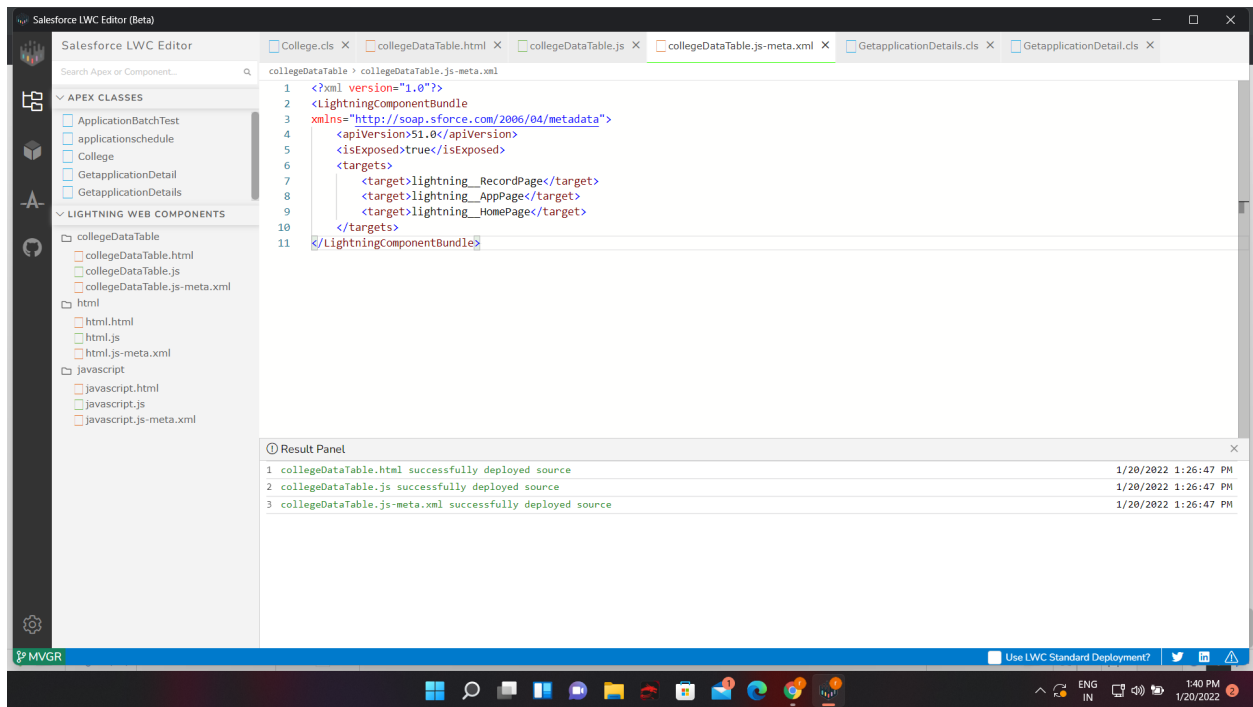 Salesforce LWC Editor (Beta)
Salesforce LWC Editor
Search Apex or Component...
APEX CLASSES
ApplicationBatchTest
applicationschedule
College
GetapplicationDetail
GetapplicationDetails
LIGHTNING WEB COMPONENTS
collegeDataTable
collegeDataTable.html
collegeDataTable.js
collegeDataTable.js-meta.xml
html
html.html
html.js
html.js-meta.xml
javascript
javascript.html
javascript.js
javascript.js-meta.xml
College.cls collegeDataTable.html collegeDataTable.js collegeDataTable.js-meta.xml GetapplicationDetails.cls GetapplicationDetail.cls
collegeDataTable > collegeDataTable.js-meta.xml
1 <?xml version="1.0"?>
2 <LightningComponentBundle
3 xmlns="http://soap.sforce.com/2006/04/metadata">
4 <apiVersion>51.0</apiVersion>
5 <isExposed>true</isExposed>
6 <targets>
7 <target>lightning__RecordPage</target>
8 <target>lightning__AppPage</target>
9 <target>lightning__HomePage</target>
10 </targets>
11 </LightningComponentBundle>
Result Panel
1 collegeDataTable.html successfully deployed source 1/20/2022 1:26:47 PM
2 collegeDataTable.js successfully deployed source 1/20/2022 1:26:47 PM
3 collegeDataTable.js-meta.xml successfully deployed source 1/20/2022 1:26:47 PM
MVGR
Use LWC Standard Deployment?
1
ENG
IN
1:40 PM
1/20/2022
2